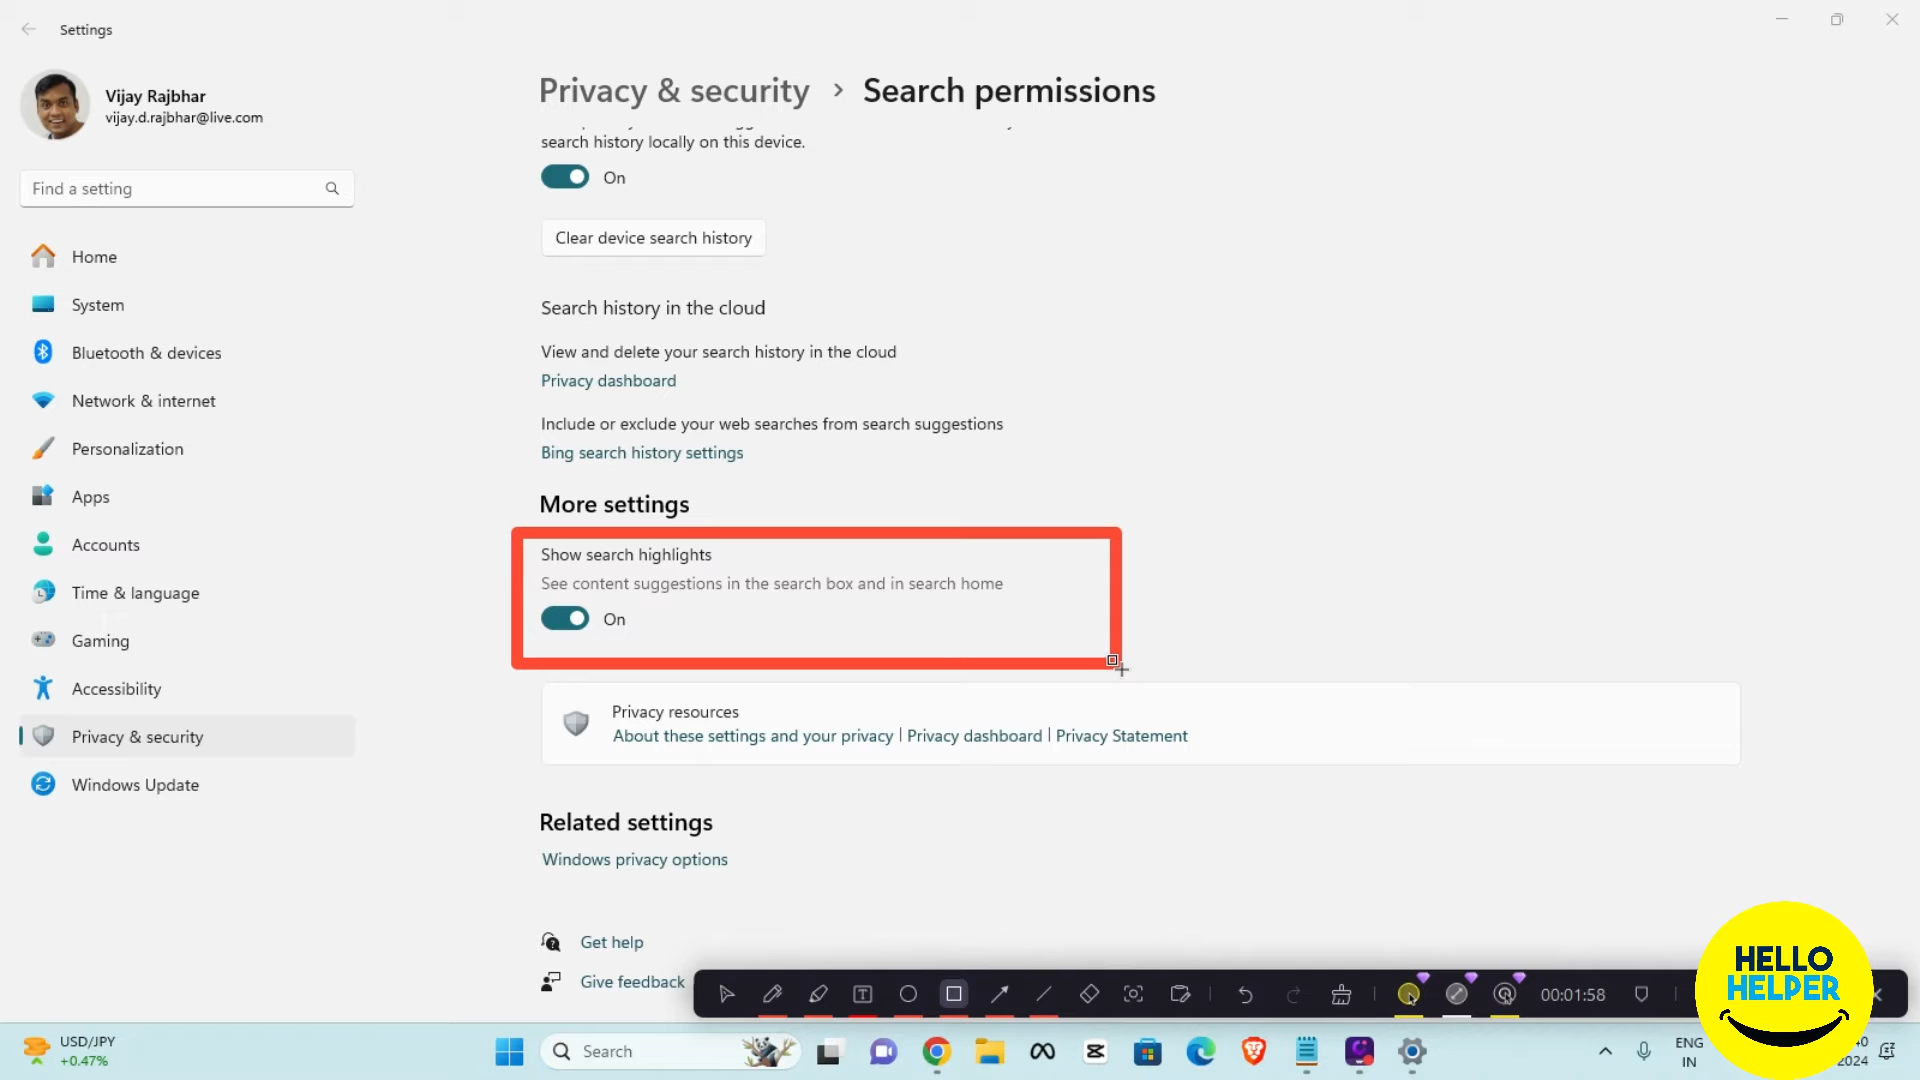 Settings
Vijay Rajbhar
vijay.d.rajbhar@live.com
Find a setting
Home
System
Bluetooth & devices
Network & internet
Personalization
Apps
Accounts
Time & language
Gaming
Accessibility
Privacy & security
Windows Update
Privacy & security > Search permissions
search history locally on this device.
On
Clear device search history
Search history in the cloud
View and delete your search history in the cloud
Privacy dashboard
Include or exclude your web searches from search suggestions
Bing search history settings
More settings
Show search highlights
See content suggestions in the search box and in search home
On
Privacy resources
About these settings and your privacy | Privacy dashboard | Privacy Statement
Related settings
Windows privacy options
Get help
Give feedback
00:01:58
HELLO
HELPER
USD/JPY
+0.47%
Search
ENG
IN
2024